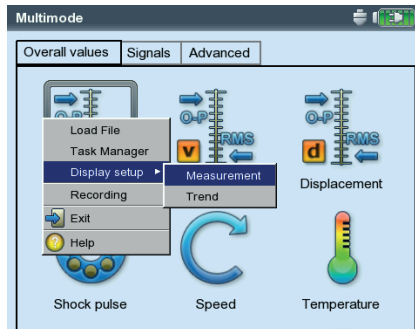 Multimode
Overall values Signals Advanced
O-P O-P O-P
RMS RMS
v d
Load File
Task Manager
Display setup
Recording
Exit
? Help
Measurement
Trend
Displacement
Shock pulse Speed Temperature